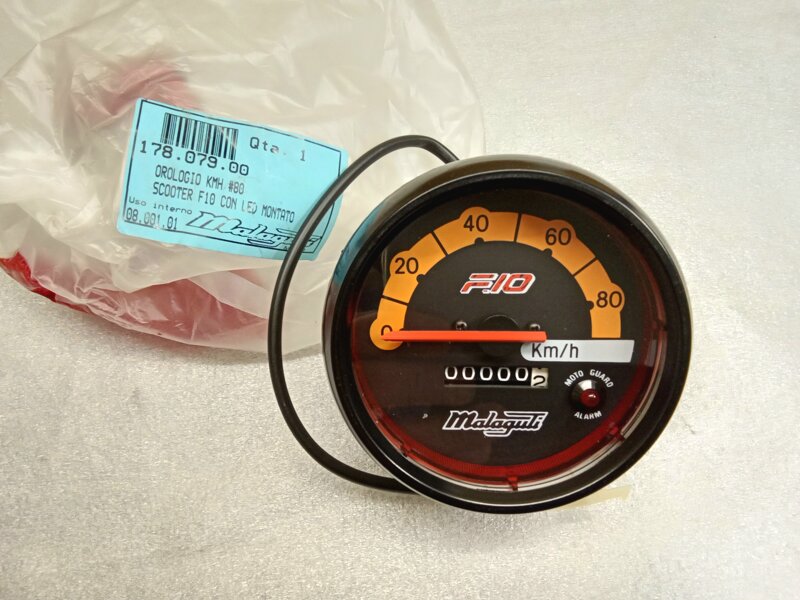 Qta. 1
178.079.00
OROLOGIO KMH #80
SCOOTER F10 CON LED MONTATO
Uso interno
08.001.01
Malaguti
0
20
40
60
80
F10
Km/h
00000
MOTO GUARD
ALARM
Malaguti
P